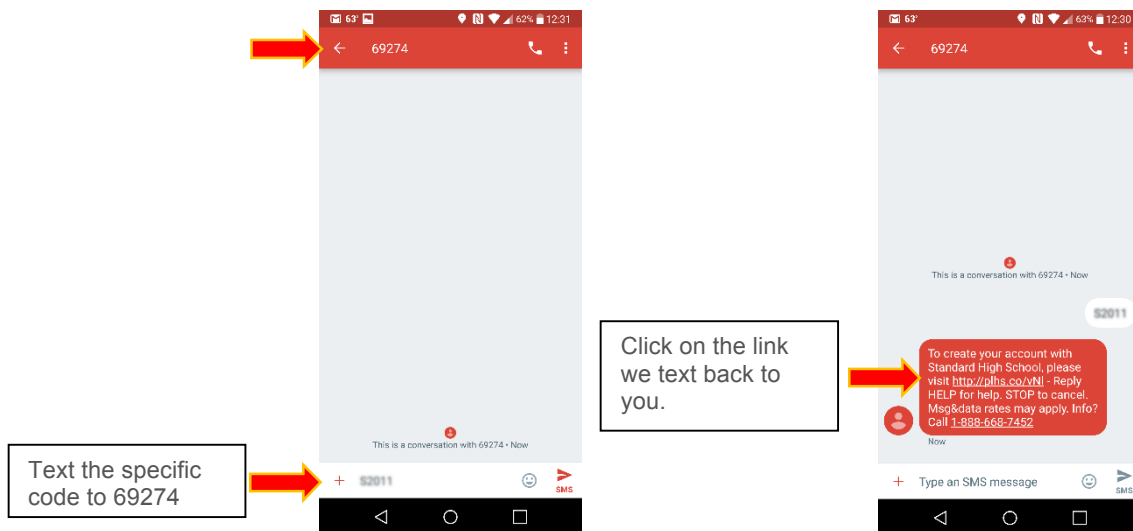 63°
62%
12:31
69274
This is a conversation with 69274 • Now
S2011
SMS
Text the specific
code to 69274
Click on the link
we text back to
you.
63°
63%
12:30
69274
This is a conversation with 69274 • Now
S2011
To create your account with
Standard High School, please
visit http://plhs.co/vNl - Reply
HELP for help. STOP to cancel.
Msg&data rates may apply. Info?
Call 1-888-668-7452
Now
Type an SMS message
SMS